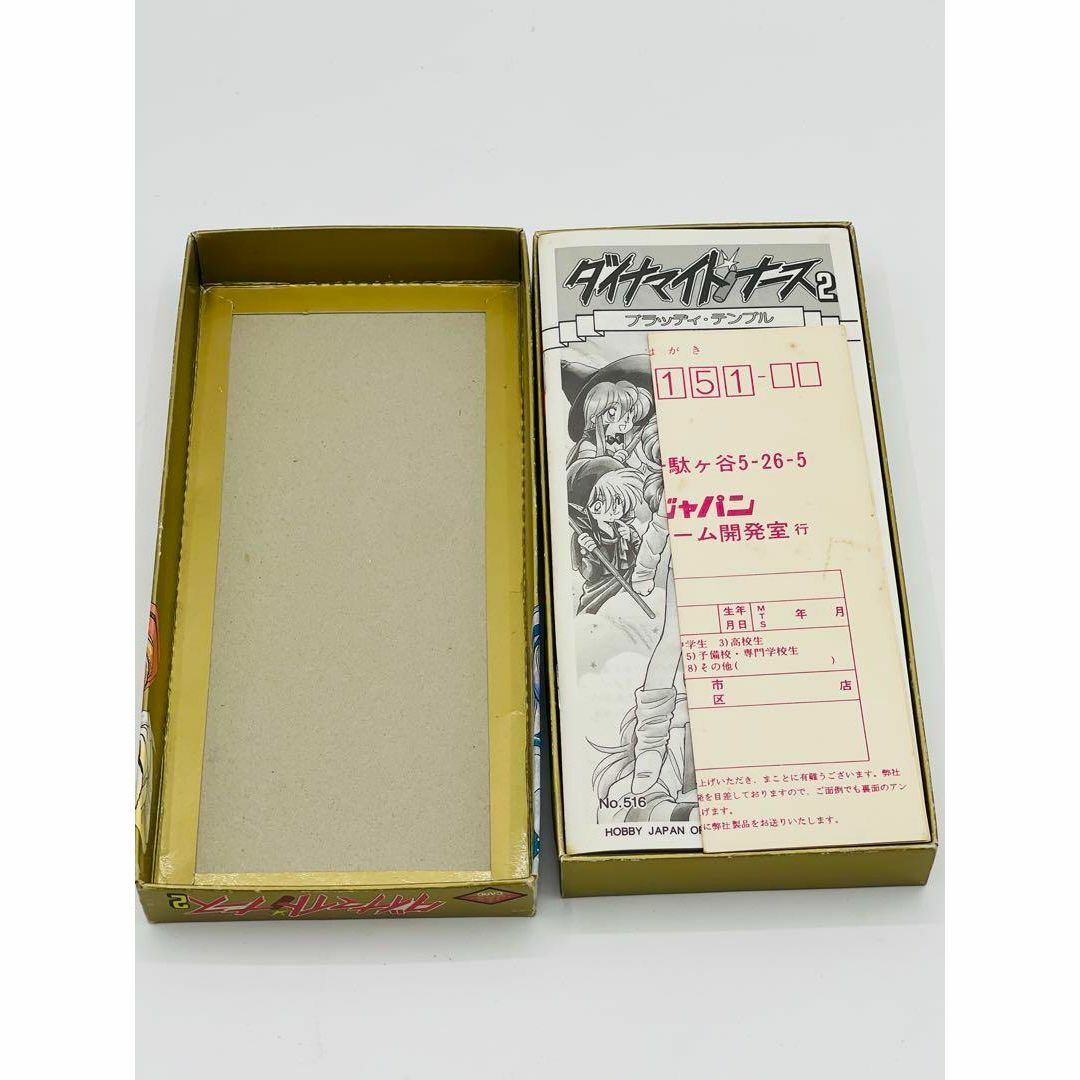 ダイナマイトナース2
ブラッディ・テンプル
はがき
151-
駄ヶ谷5-26-5
ジャパン
ーム開発室 行
生年月日 M T S 年 月
学生 3)高校生
5)予備校・専門学校生
8)その他( )
市 店
区
上げいただき、まことに有難うございます。弊社
発を目差しておりますので、ご面倒でも裏面のアン
げます。
に弊社製品をお送りいたします。
No.516
HOBBY JAPAN
ダイナマイトナース2
CARD